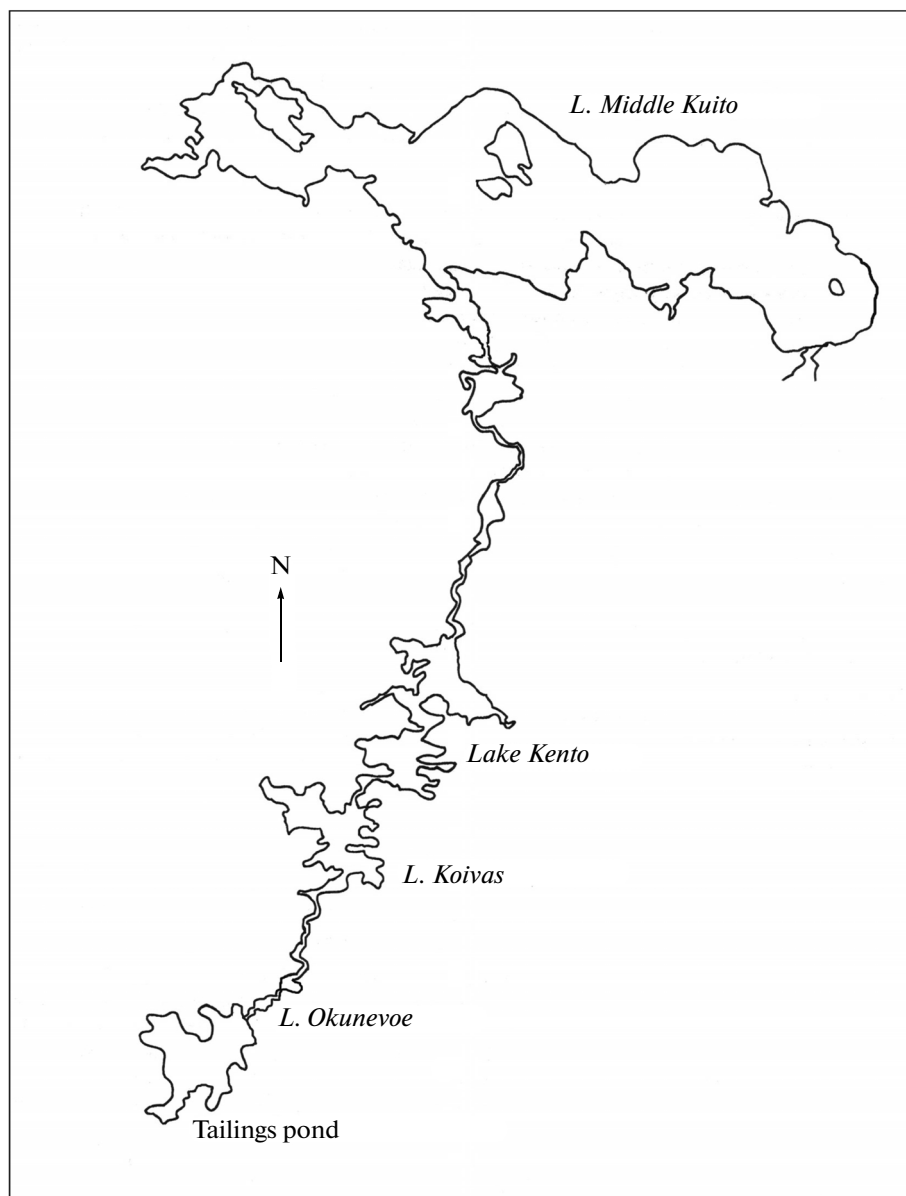 L. Middle Kuito
N
Lake Kento
L. Koivas
L. Okunevoe
Tailings pond